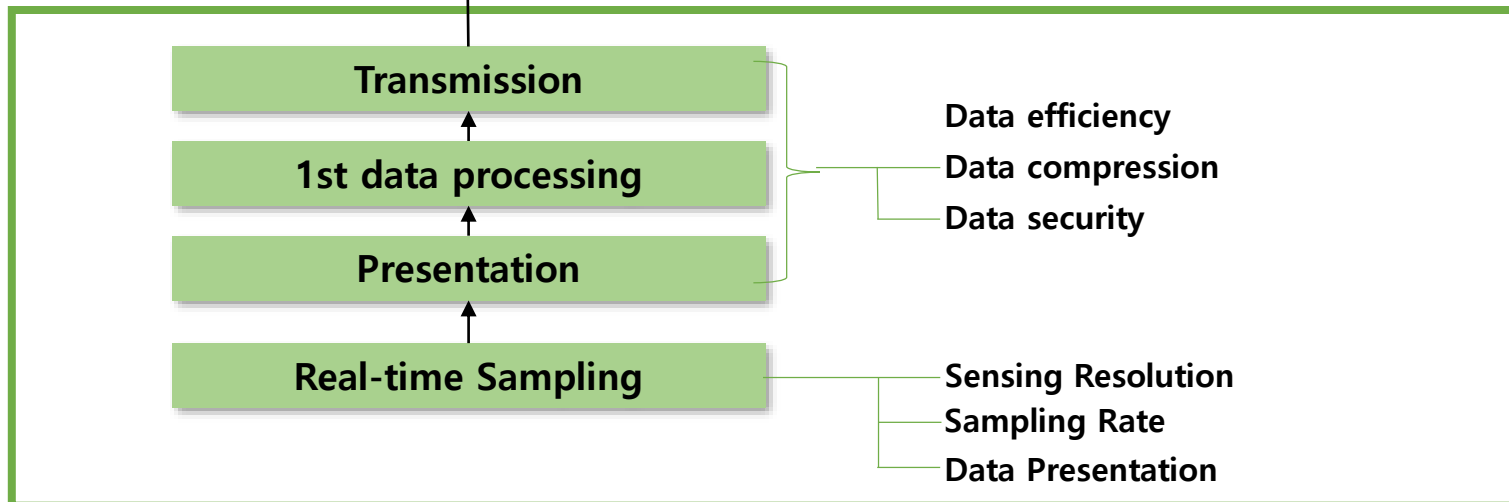 Transmission
1st data processing
Presentation
Real-time Sampling
Data efficiency
Data compression
Data security
Sensing Resolution
Sampling Rate
Data Presentation